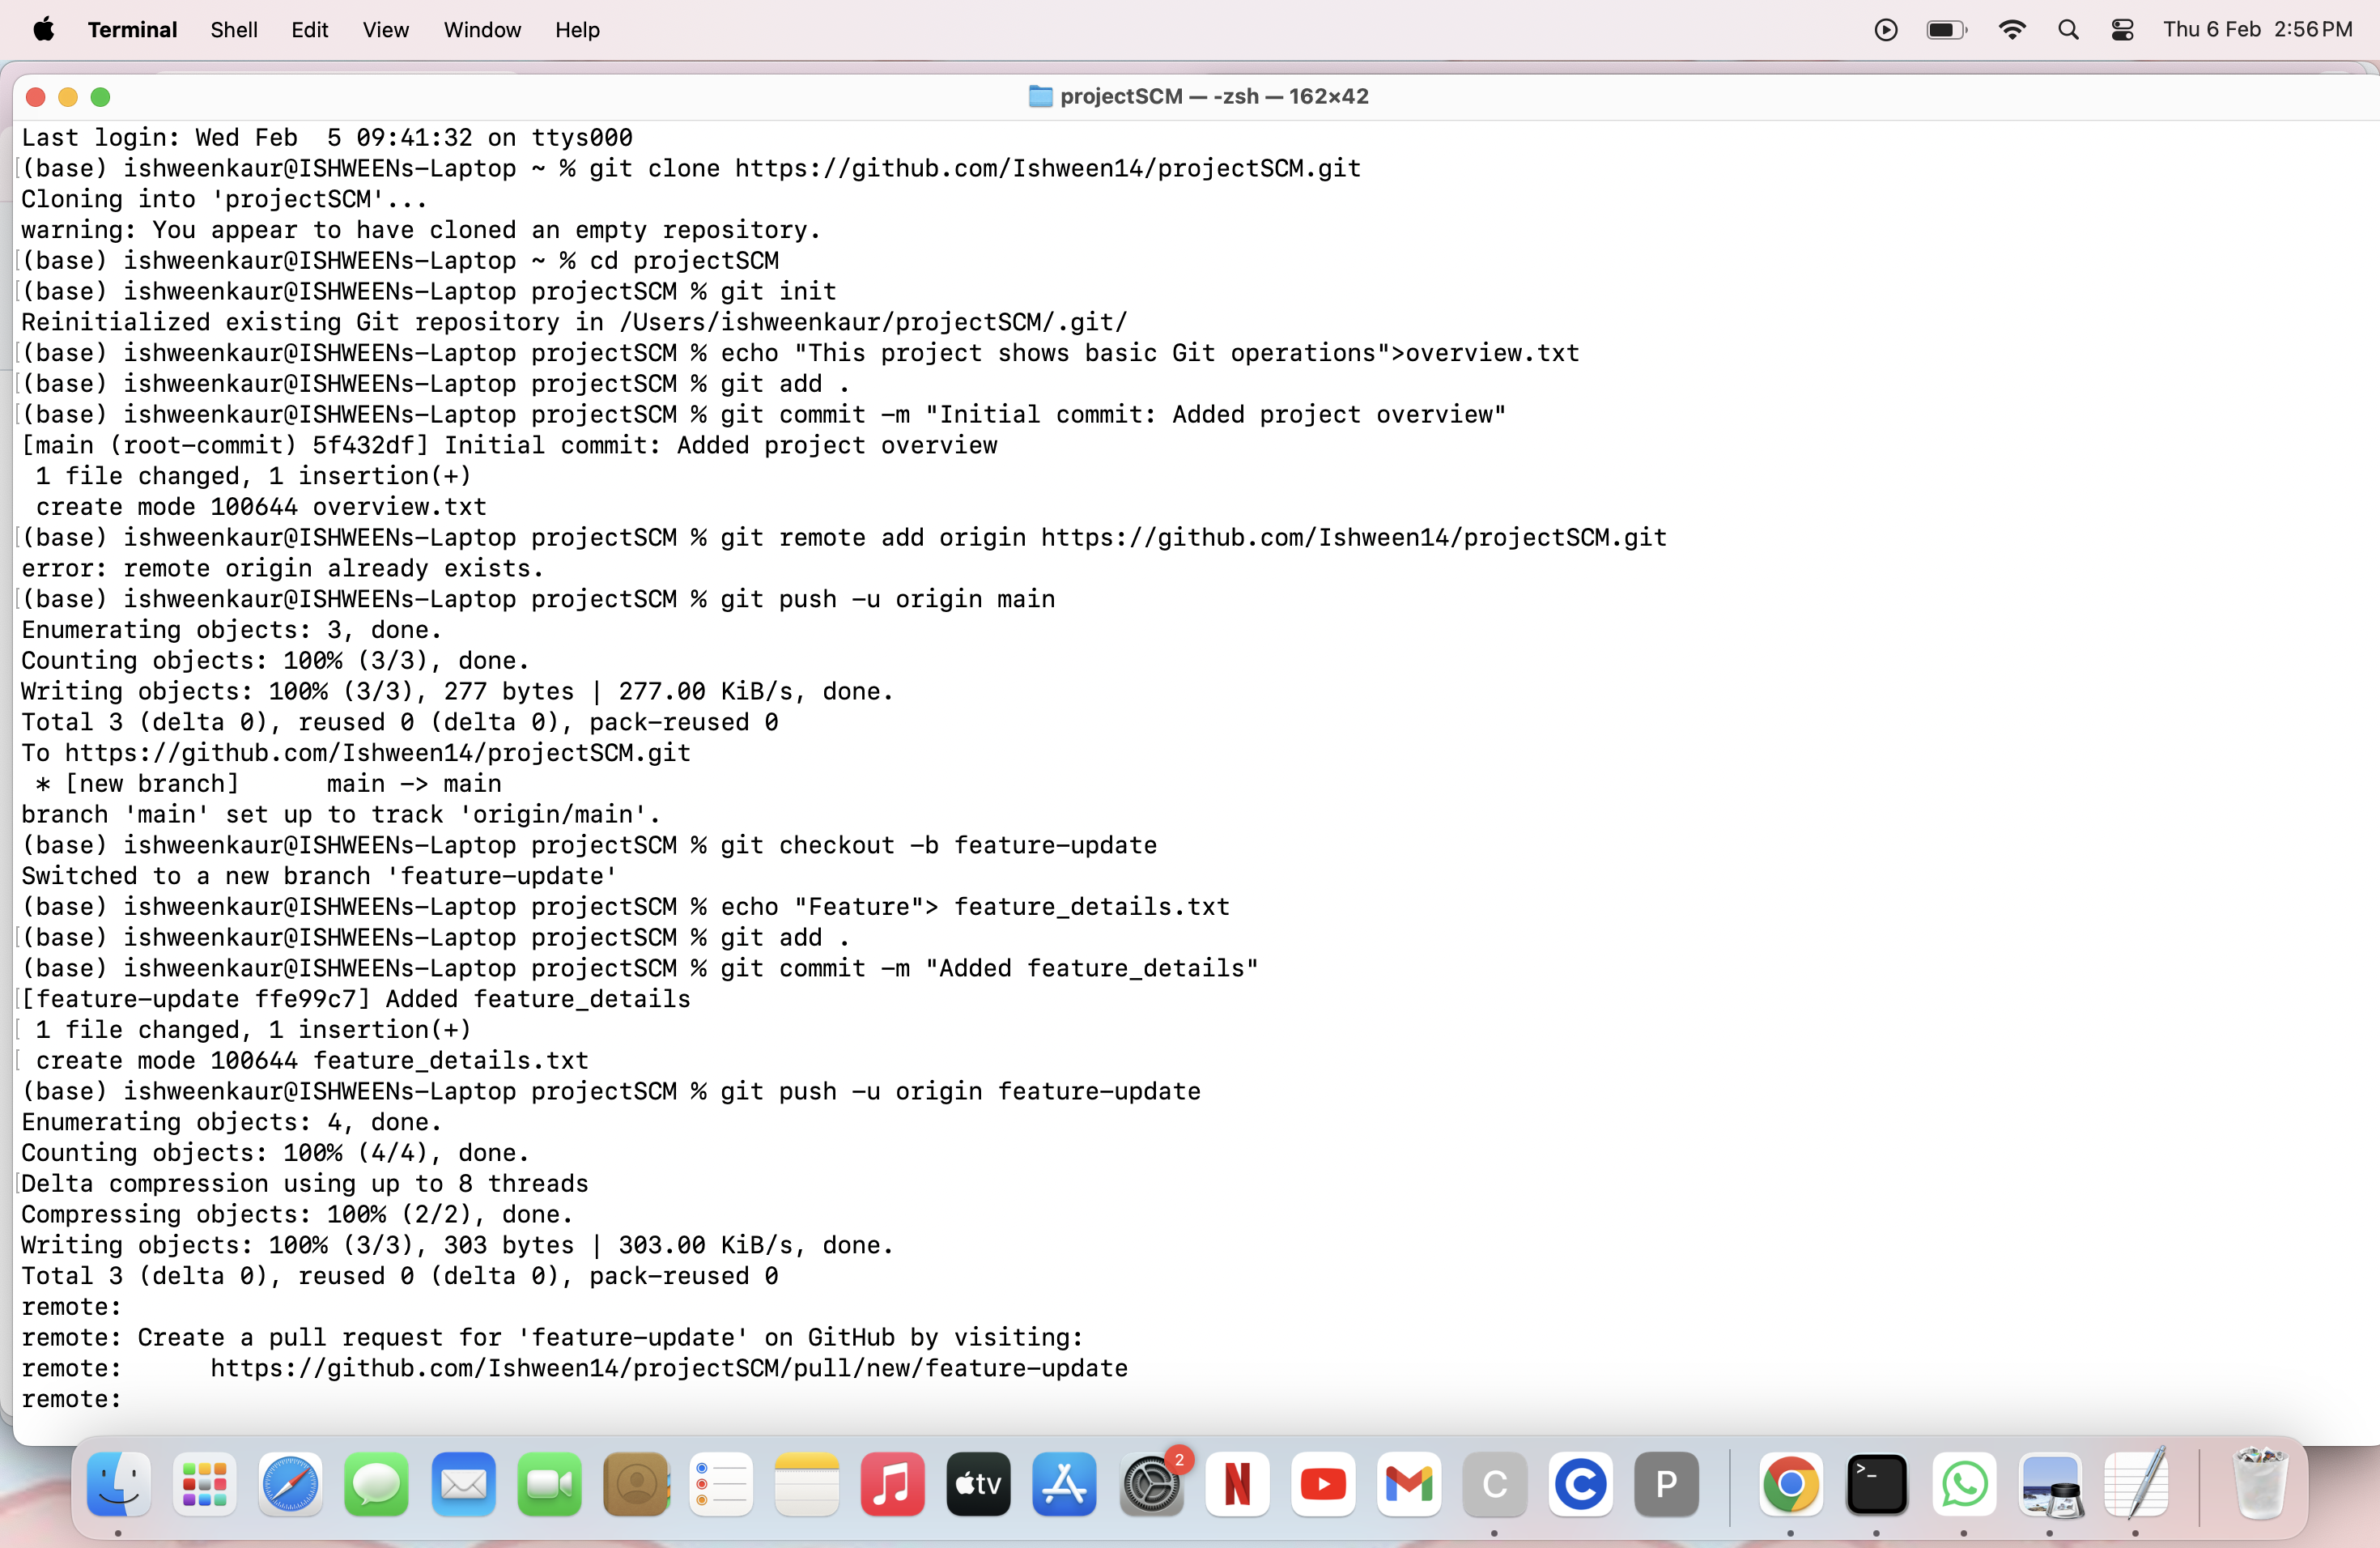 Terminal Shell Edit View Window Help Thu 6 Feb 2:56 PM
projectSCM — -zsh — 162×42
Last login: Wed Feb  5 09:41:32 on ttys000
(base) ishweenkaur@ISHWEENs-Laptop ~ % git clone https://github.com/Ishween14/projectSCM.git
Cloning into 'projectSCM'...
warning: You appear to have cloned an empty repository.
(base) ishweenkaur@ISHWEENs-Laptop ~ % cd projectSCM
(base) ishweenkaur@ISHWEENs-Laptop projectSCM % git init
Reinitialized existing Git repository in /Users/ishweenkaur/projectSCM/.git/
(base) ishweenkaur@ISHWEENs-Laptop projectSCM % echo "This project shows basic Git operations">overview.txt
(base) ishweenkaur@ISHWEENs-Laptop projectSCM % git add .
(base) ishweenkaur@ISHWEENs-Laptop projectSCM % git commit -m "Initial commit: Added project overview"
[main (root-commit) 5f432df] Initial commit: Added project overview
 1 file changed, 1 insertion(+)
 create mode 100644 overview.txt
(base) ishweenkaur@ISHWEENs-Laptop projectSCM % git remote add origin https://github.com/Ishween14/projectSCM.git
error: remote origin already exists.
(base) ishweenkaur@ISHWEENs-Laptop projectSCM % git push -u origin main
Enumerating objects: 3, done.
Counting objects: 100% (3/3), done.
Writing objects: 100% (3/3), 277 bytes | 277.00 KiB/s, done.
Total 3 (delta 0), reused 0 (delta 0), pack-reused 0
To https://github.com/Ishween14/projectSCM.git
 * [new branch]      main -> main
branch 'main' set up to track 'origin/main'.
(base) ishweenkaur@ISHWEENs-Laptop projectSCM % git checkout -b feature-update
Switched to a new branch 'feature-update'
(base) ishweenkaur@ISHWEENs-Laptop projectSCM % echo "Feature"> feature_details.txt
(base) ishweenkaur@ISHWEENs-Laptop projectSCM % git add .
(base) ishweenkaur@ISHWEENs-Laptop projectSCM % git commit -m "Added feature_details"
[feature-update ffe99c7] Added feature_details
 1 file changed, 1 insertion(+)
 create mode 100644 feature_details.txt
(base) ishweenkaur@ISHWEENs-Laptop projectSCM % git push -u origin feature-update
Enumerating objects: 4, done.
Counting objects: 100% (4/4), done.
Delta compression using up to 8 threads
Compressing objects: 100% (2/2), done.
Writing objects: 100% (3/3), 303 bytes | 303.00 KiB/s, done.
Total 3 (delta 0), reused 0 (delta 0), pack-reused 0
remote:
remote: Create a pull request for 'feature-update' on GitHub by visiting:
remote:      https://github.com/Ishween14/projectSCM/pull/new/feature-update
remote:
tv 2 N C C P >_